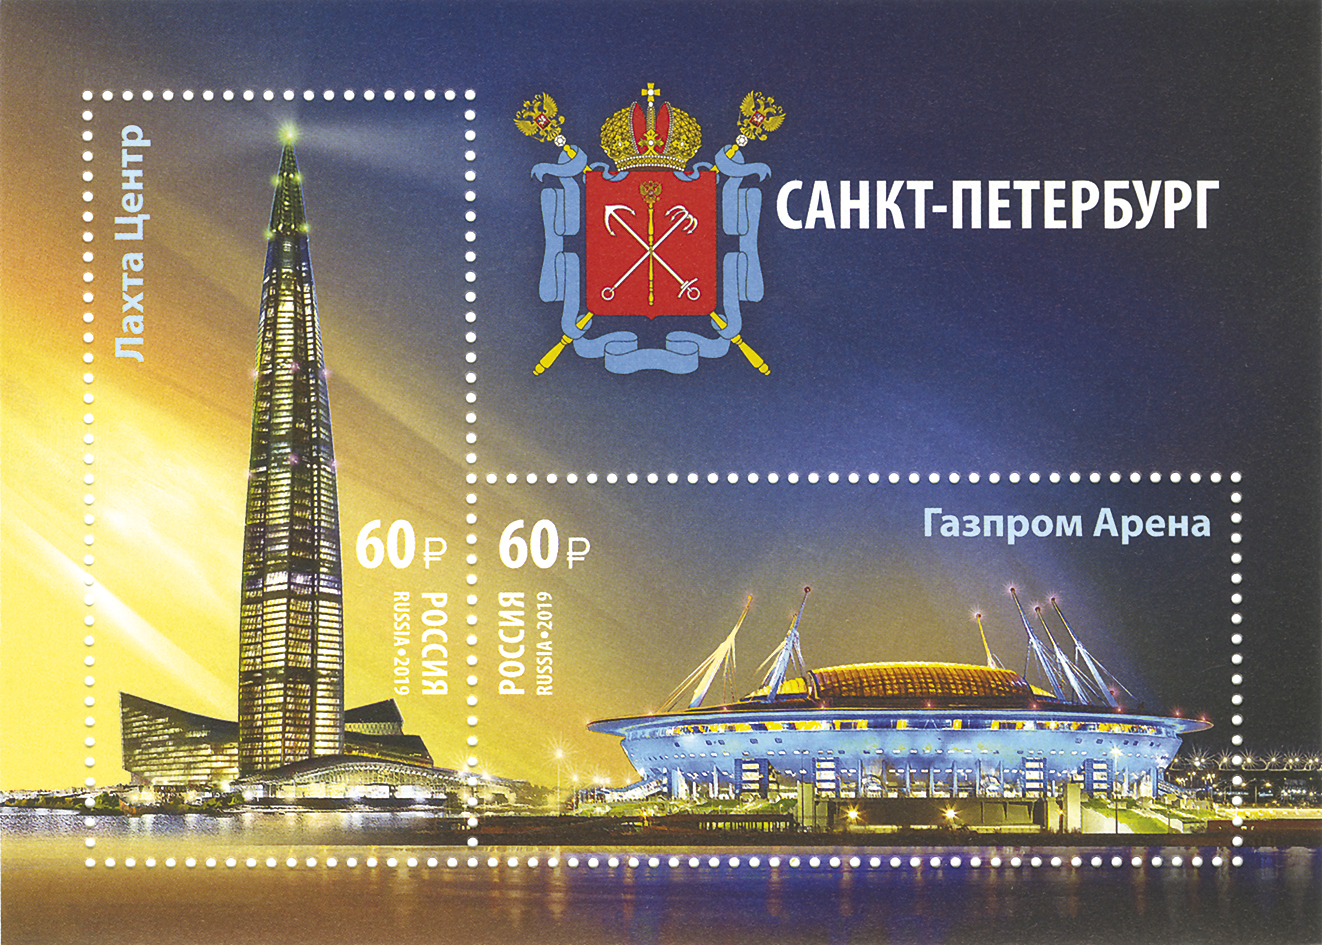 САНКТ-ПЕТЕРБУРГ
Лахта Центр
60 ₽
РОССИЯ
RUSSIA•2019
Газпром Арена
60 ₽
РОССИЯ
RUSSIA•2019